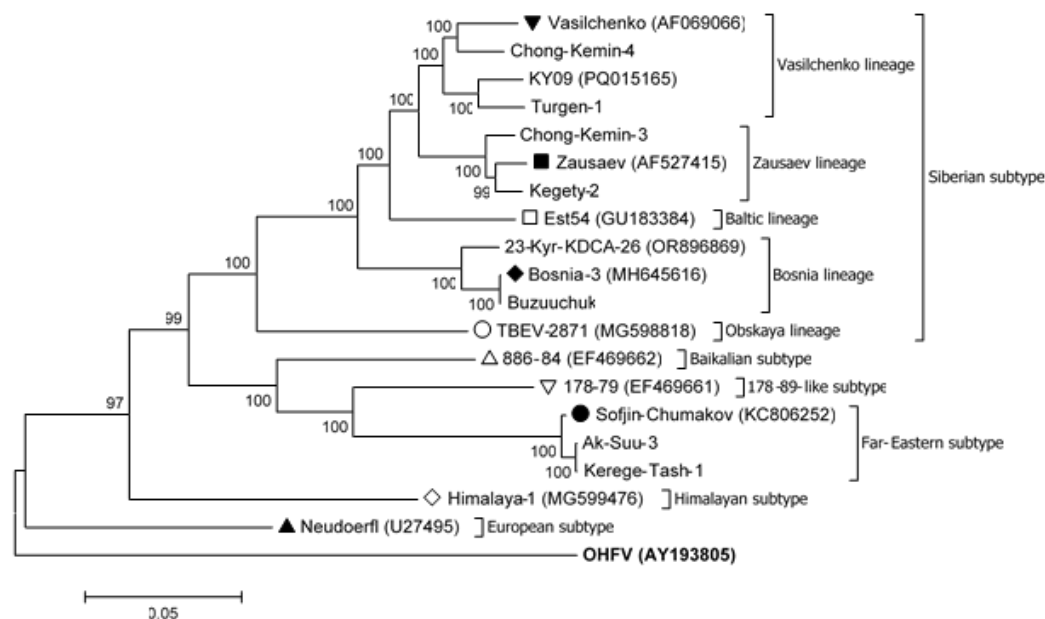 100
Vasilchenko (AF069066)
100
Chong-Kemin-4
Vasilchenko lineage
100
KY09 (PQ015165)
100
Turgen-1
100
Chong-Kemin-3
100
Zausaev (AF527415)
Zausaev lineage
99
Kegety-2
Siberian subtype
100
Est54 (GU183384)
Baltic lineage
100
23-Kyr-KDCA-26 (OR896869)
100
Bosnia-3 (MH645616)
Bosnia lineage
100
Buzuuchuk
100
TBEV-2871 (MG598818)
Obskaya lineage
99
886-84 (EF469662)
Baikalian subtype
100
178-79 (EF469661)
178-89-like subtype
97
100
Sofjin-Chumakov (KC806252)
100
Ak-Suu-3
Far-Eastern subtype
100
Kerege-Tash-1
Himalaya-1 (MG599476)
Himalayan subtype
Neudoerfl (U27495)
European subtype
OHFV (AY193805)
0.05